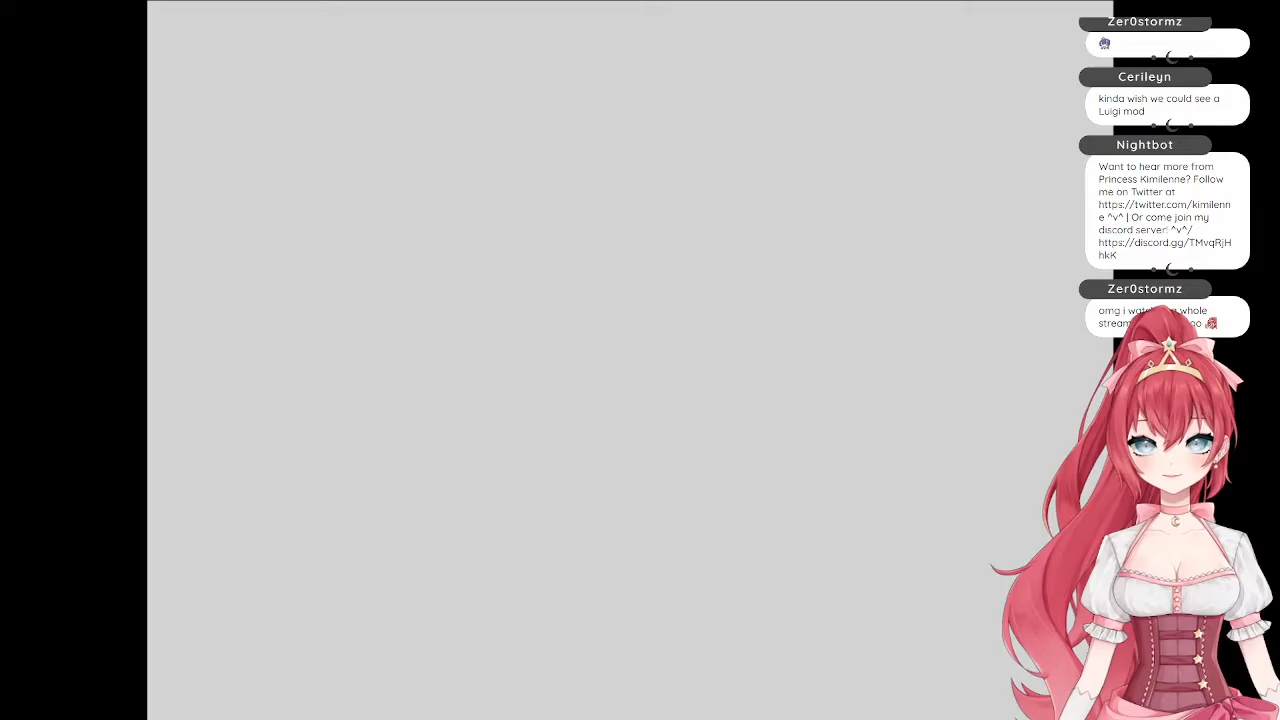 Zer0stormz
Cerileyn
kinda wish we could see a
Luigi mod
Nightbot
Want to hear more from
Princess Kimilenne? Follow
me on Twitter at
https://twitter.com/kimilenn
e ^v^ | Or come join my
discord server! ^v^/
https://discord.gg/TMvqRjH
hkK
Zer0stormz
omg i whole
stream